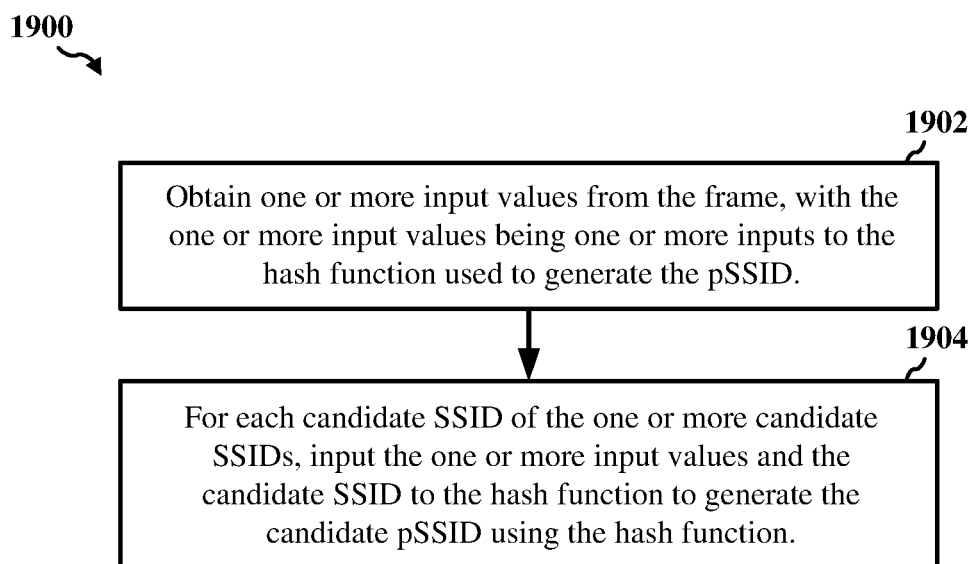 1900
1902
Obtain one or more input values from the frame, with the
one or more input values being one or more inputs to the
hash function used to generate the pSSID.
1904
For each candidate SSID of the one or more candidate
SSIDs, input the one or more input values and the
candidate SSID to the hash function to generate the
candidate pSSID using the hash function.